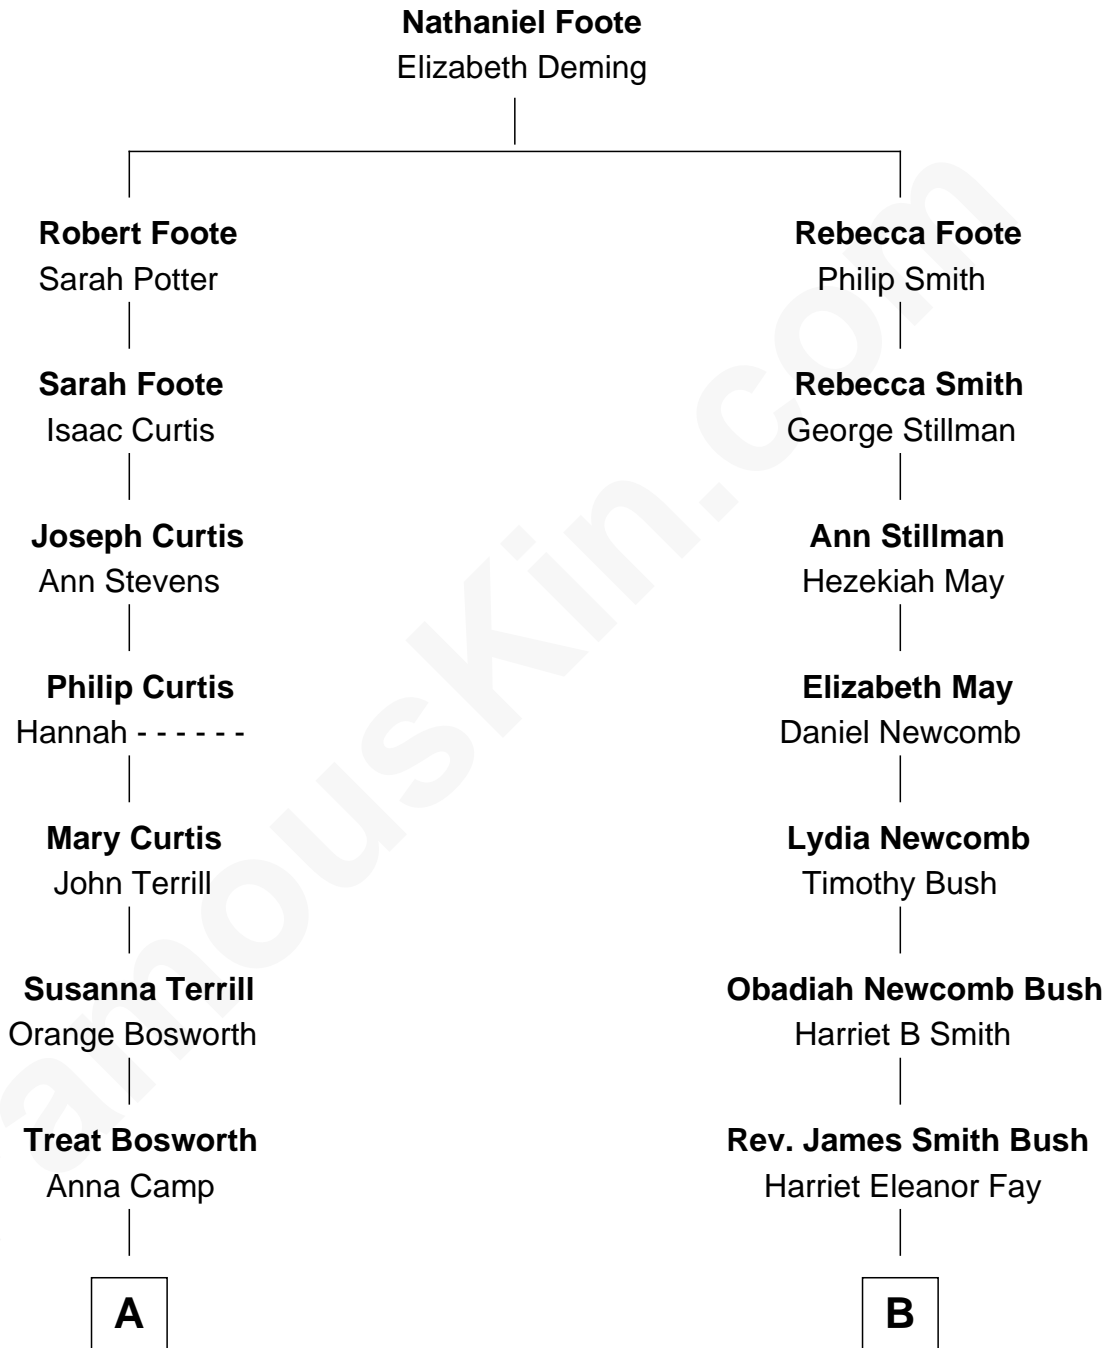 Nathaniel Foote
Elizabeth Deming
Robert Foote
Sarah Potter
Rebecca Foote
Philip Smith
Sarah Foote
Isaac Curtis
Rebecca Smith
George Stillman
Joseph Curtis
Ann Stevens
Ann Stillman
Hezekiah May
Philip Curtis
Hannah - - - - - -
Elizabeth May
Daniel Newcomb
Mary Curtis
John Terrill
Lydia Newcomb
Timothy Bush
Susanna Terrill
Orange Bosworth
Obadiah Newcomb Bush
Harriet B Smith
Treat Bosworth
Anna Camp
Rev. James Smith Bush
Harriet Eleanor Fay
A
B
amousKin.com